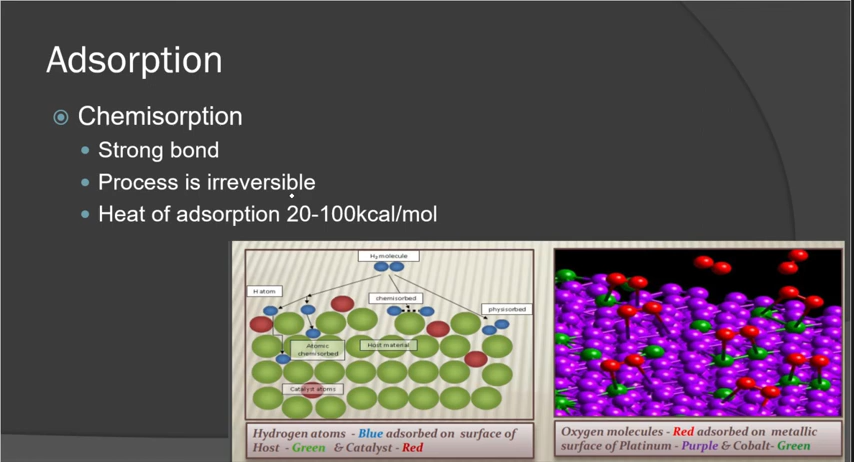 Adsorption
Chemisorption
Strong bond
Process is irreversible
Heat of adsorption 20-100kcal/mol
H₂ molecule
H atom
chemisorbed
physisorbed
Atomic
chemisorbed
Host material
Catalyst atoms
Hydrogen atoms - Blue adsorbed on surface of
Host - Green & Catalyst - Red
Oxygen molecules - Red adsorbed on metallic
surface of Platinum - Purple & Cobalt- Green